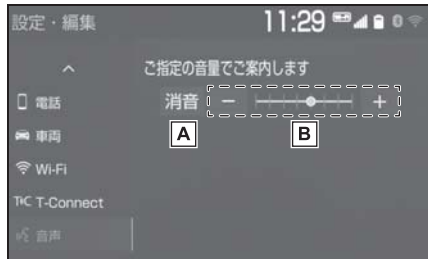 設定・編集
11:29
ご指定の音量でご案内します
電話
消音 － ＋
A
B
車両
Wi-Fi
TKC T-Connect
音声